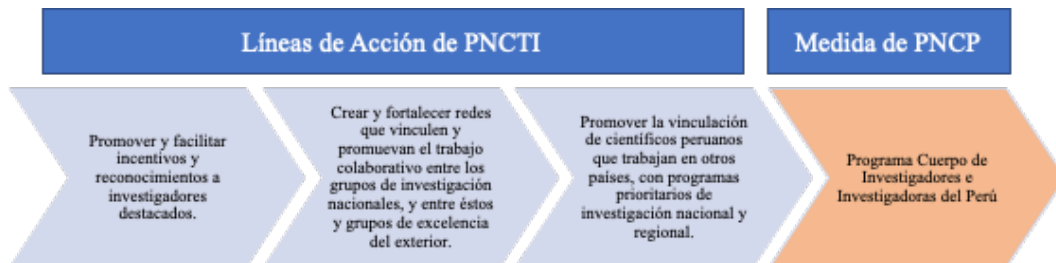 Líneas de Acción de PNCTI
Medida de PNCP
Promover y facilitar
incentivos y
reconocimientos a
investigadores
destacados.
Crear y fortalecer redes
que vinculen y
promuevan el trabajo
colaborativo entre los
grupos de investigación
nacionales, y entre éstos
y grupos de excelencia
del exterior.
Promover la vinculación
de científicos peruanos
que trabajan en otros
países, con programas
prioritarios de
investigación nacional y
regional.
Programa Cuerpo de
Investigadores e
Investigadoras del Perú